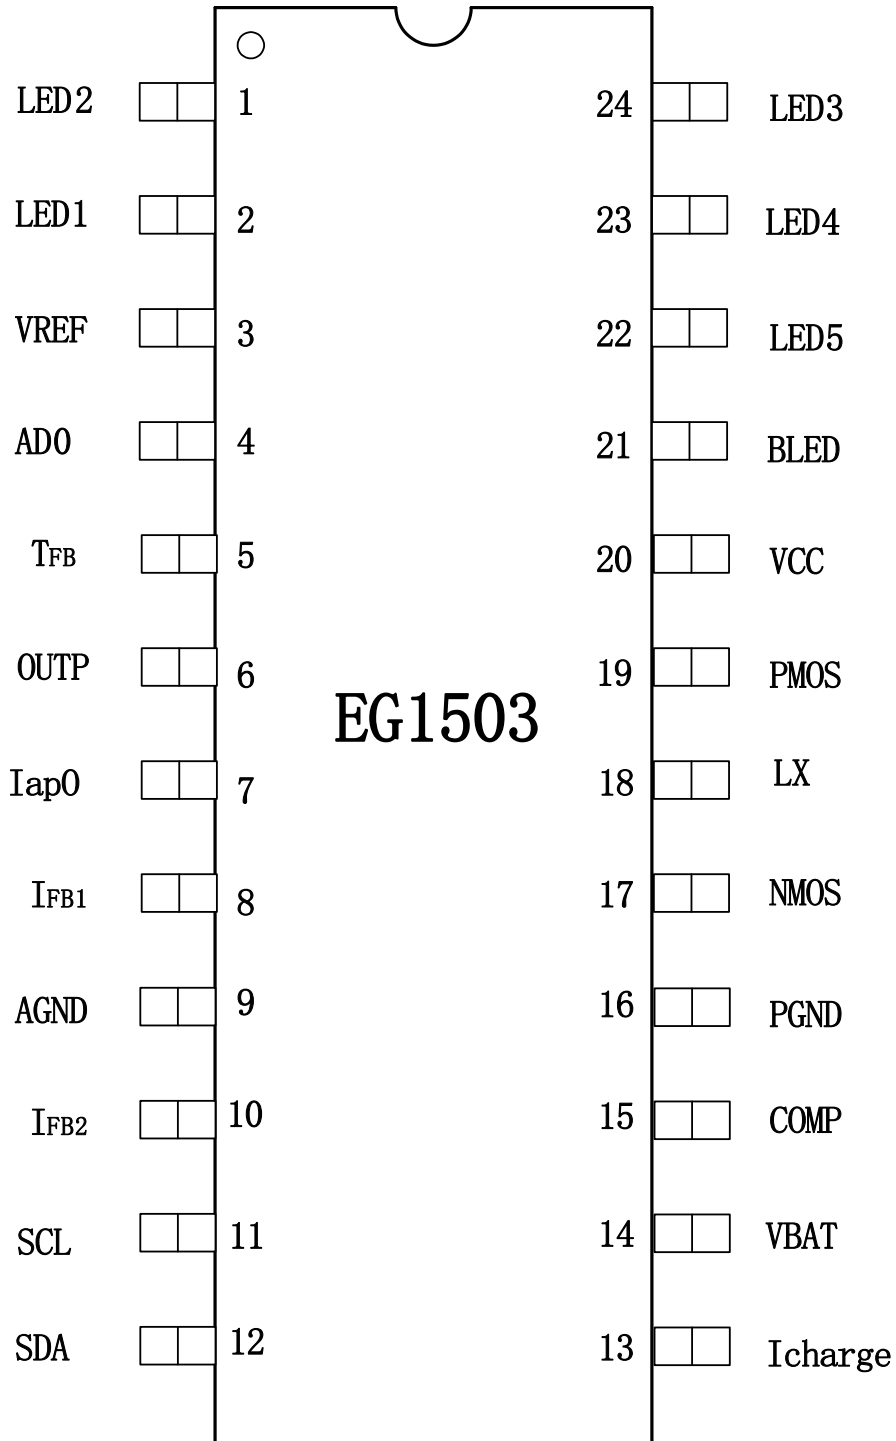 LED2 1 24 LED3
LED1 2 23 LED4
VREF 3 22 LED5
AD0 4 21 BLED
TFB 5 20 VCC
OUTP 6 19 PMOS
EG1503
Iap0 7 18 LX
IFB1 8 17 NMOS
AGND 9 16 PGND
IFB2 10 15 COMP
SCL 11 14 VBAT
SDA 12 13 Icharge